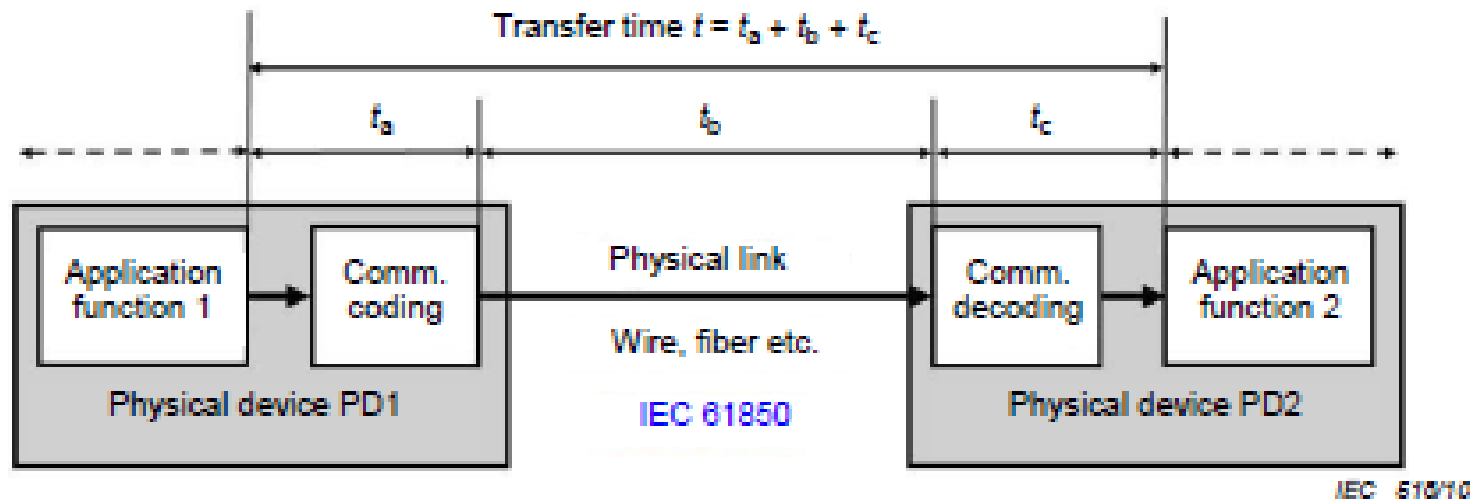 Transfer time t = ta + tb + tc
ta
tb
tc
Application
function 1
Comm.
coding
Physical link
Wire, fiber etc.
IEC 61850
Comm.
decoding
Application
function 2
Physical device PD1
Physical device PD2
IEC 615/10